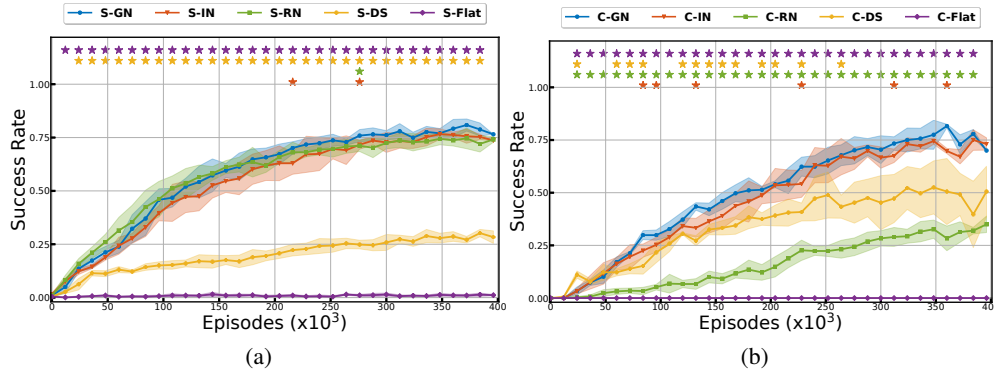 S-GN S-IN S-RN S-DS S-Flat
1.00
0.75
0.50
0.25
0.00
Success Rate
0 50 100 150 200 250 300 350 400
Episodes (x10³)
(a)
C-GN C-IN C-RN C-DS C-Flat
1.00
0.75
0.50
0.25
0.00
Success Rate
0 50 100 150 200 250 300 350 400
Episodes (x10³)
(b)